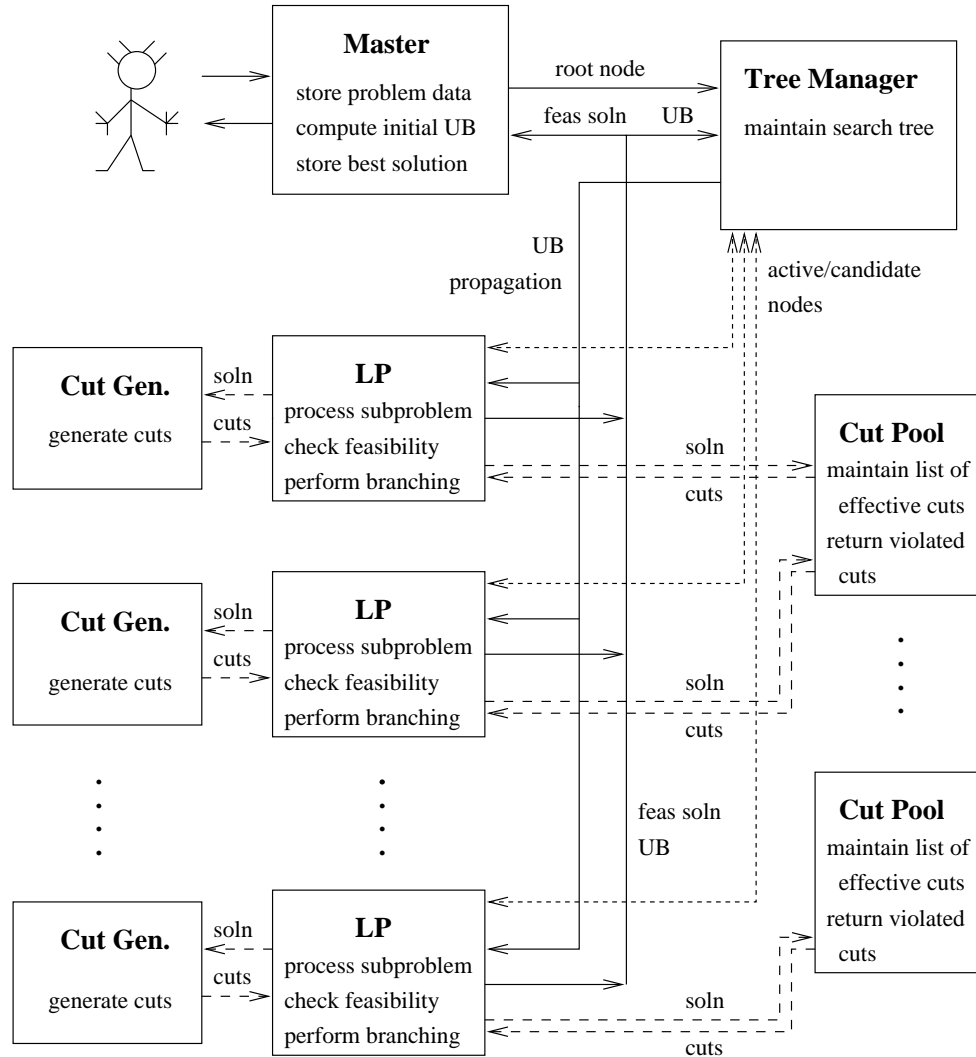 Master
store problem data
compute initial UB
store best solution
root node
feas soln
UB
Tree Manager
maintain search tree
UB
propagation
active/candidate
nodes
Cut Gen.
generate cuts
soln
cuts
LP
process subproblem
check feasibility
perform branching
soln
cuts
Cut Pool
maintain list of
effective cuts
return violated
cuts
Cut Gen.
generate cuts
soln
cuts
LP
process subproblem
check feasibility
perform branching
soln
cuts
feas soln
UB
Cut Pool
maintain list of
effective cuts
return violated
cuts
Cut Gen.
generate cuts
soln
cuts
LP
process subproblem
check feasibility
perform branching
soln
cuts